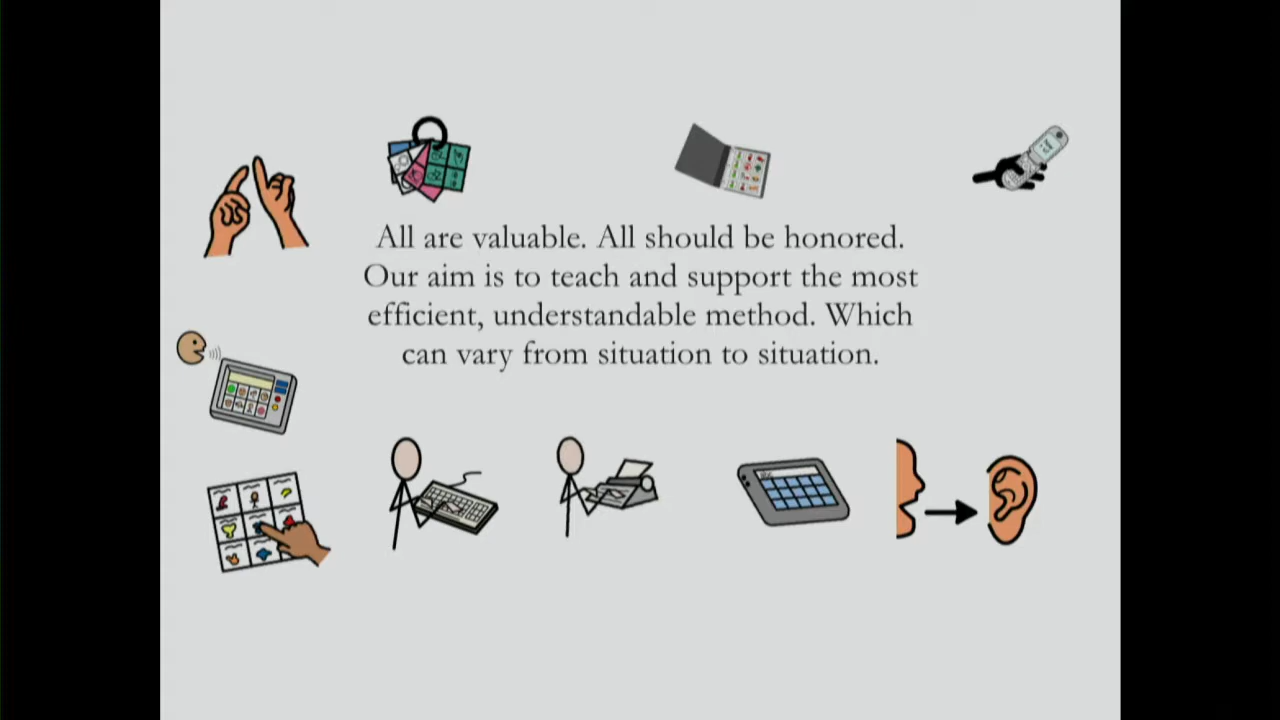 All are valuable. All should be honored.
Our aim is to teach and support the most
efficient, understandable method. Which
can vary from situation to situation.